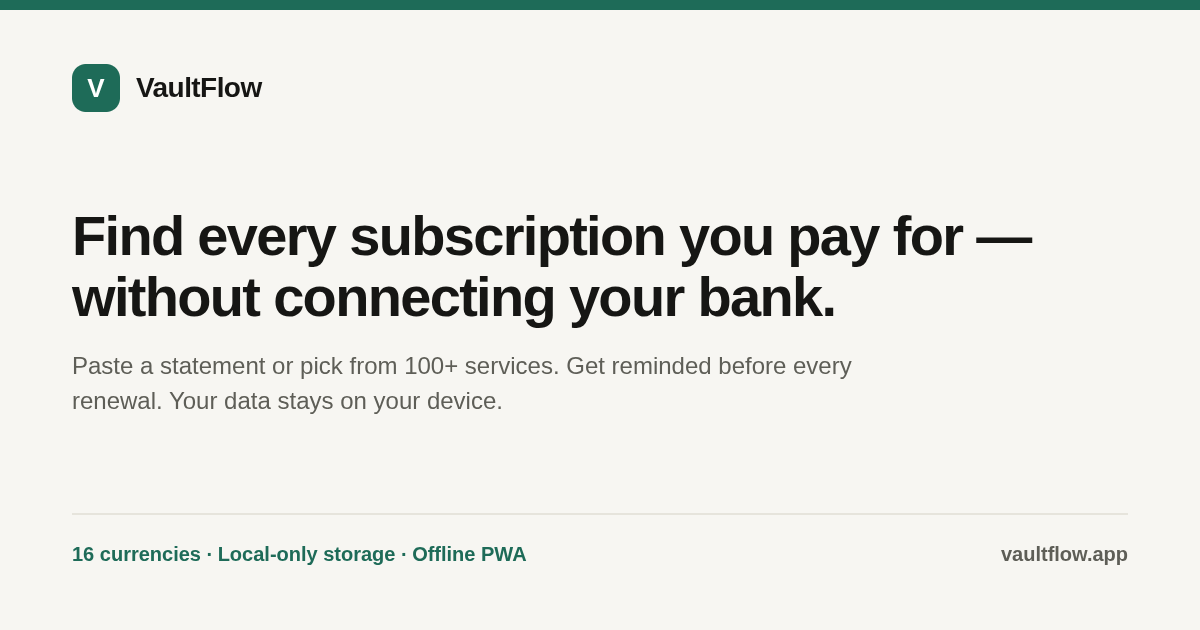 V
VaultFlow
Find every subscription you pay for —
without connecting your bank.
Paste a statement or pick from 100+ services. Get reminded before every
renewal. Your data stays on your device.
16 currencies · Local-only storage · Offline PWA
vaultflow.app